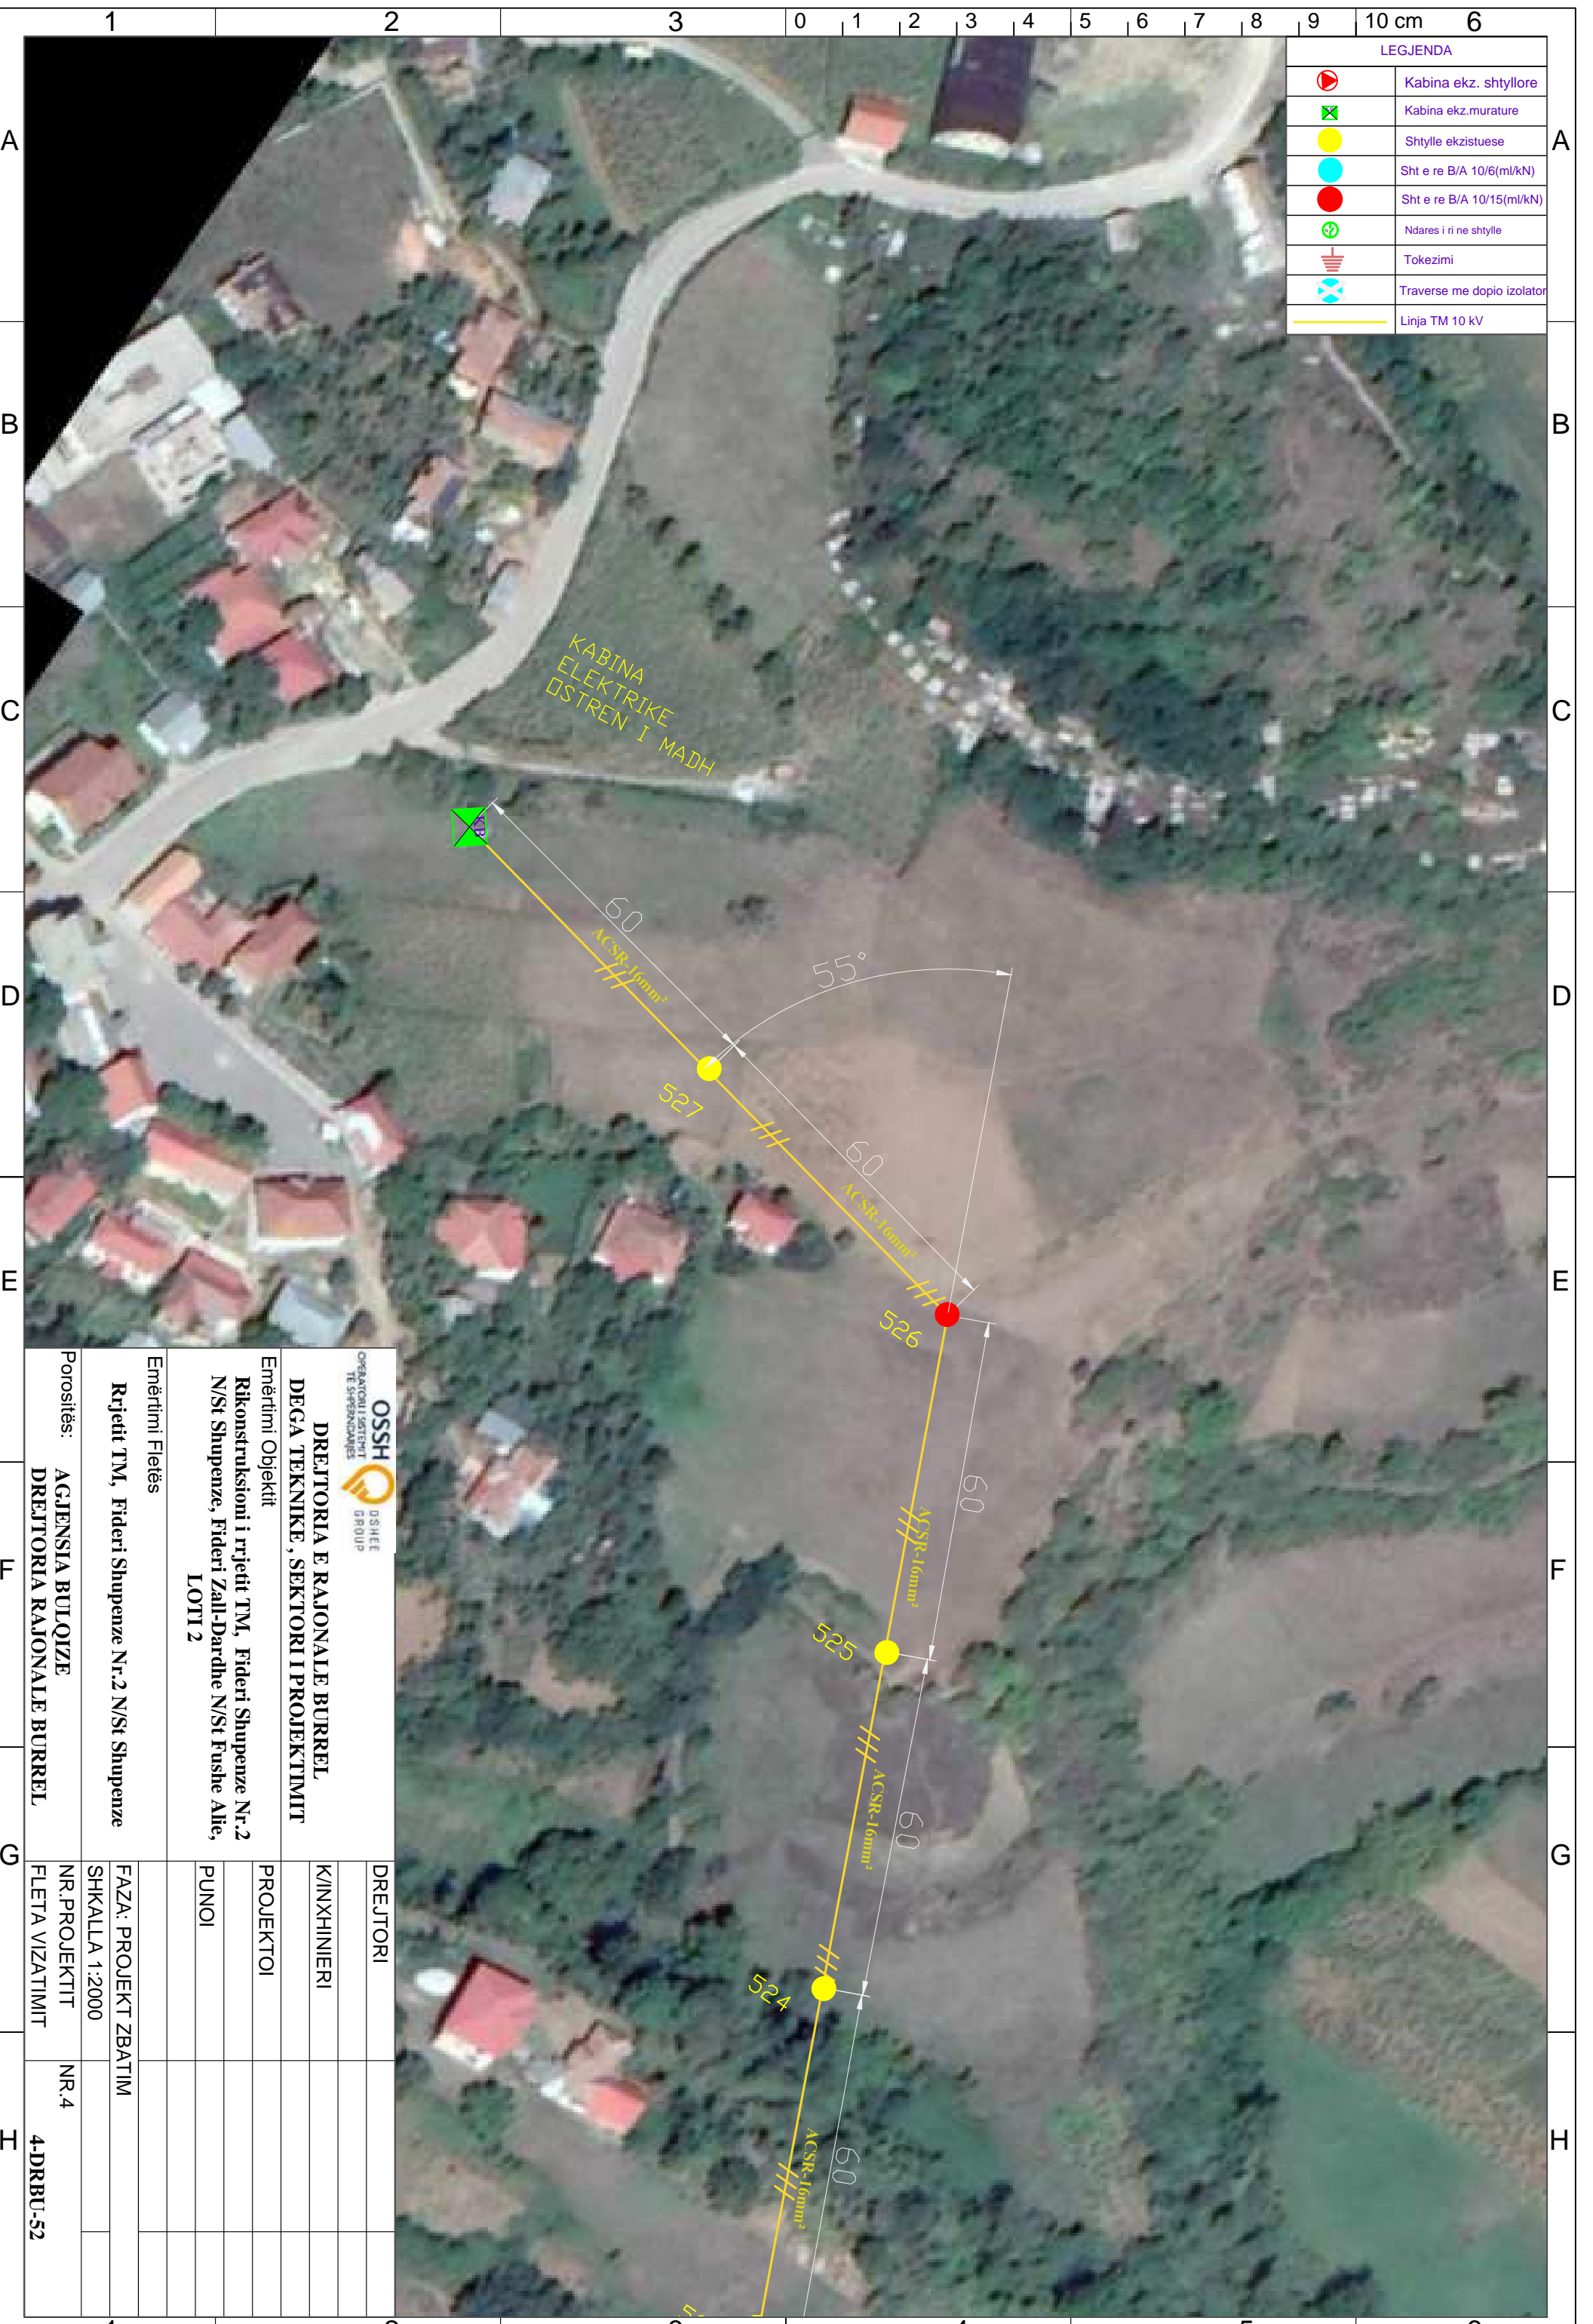 1 2 3 0 1 2 3 4 5 6 7 8 9 10 cm 6
A
B
C
D
E
F
G
H
A
B
C
D
E
F
G
H
LEGJENDA
Kabina ekz. shtyllore
Kabina ekz.murature
Shtylle ekzistuese
Sht e re B/A 10/6(ml/kN)
Sht e re B/A 10/15(ml/kN)
Ndares i ri ne shtylle
Tokezimi
Traverse me dopio izolator
Linja TM 10 kV
KABINA
ELEKTRIKE
OSTREN I MADH
60
ACSR-16mm²
55°
527
60
ACSR-16mm²
526
60
ACSR-16mm²
525
60
ACSR-16mm²
524
60
ACSR-16mm²
OSSH
OPERATORI I SISTEMIT
TË SHPËRNDARJES
OSHEE
GROUP
DREJTORIA E RAJONALE BURREL
DEGA TEKNIKE , SEKTORI I PROJEKTIMIT
Emërtimi Objektit
Rikonstruksioni i rrjetit TM, Fideri Shupenze Nr.2
N/St Shupenze, Fideri Zall-Dardhe N/St Fushe Alie,
LOTI 2
Emërtimi Fletës
Rrjetit TM, Fideri Shupenze Nr.2 N/St Shupenze
Porositës:
AGJENSIA BULQIZE
DREJTORIA RAJONALE BURREL
DREJTORI
K/INXHINIERI
PROJEKTOI
PUNOI
FAZA: PROJEKT ZBATIM
SHKALLA 1:2000
NR.PROJEKTIT NR.4
FLETA VIZATIMIT 4-DRBU-52